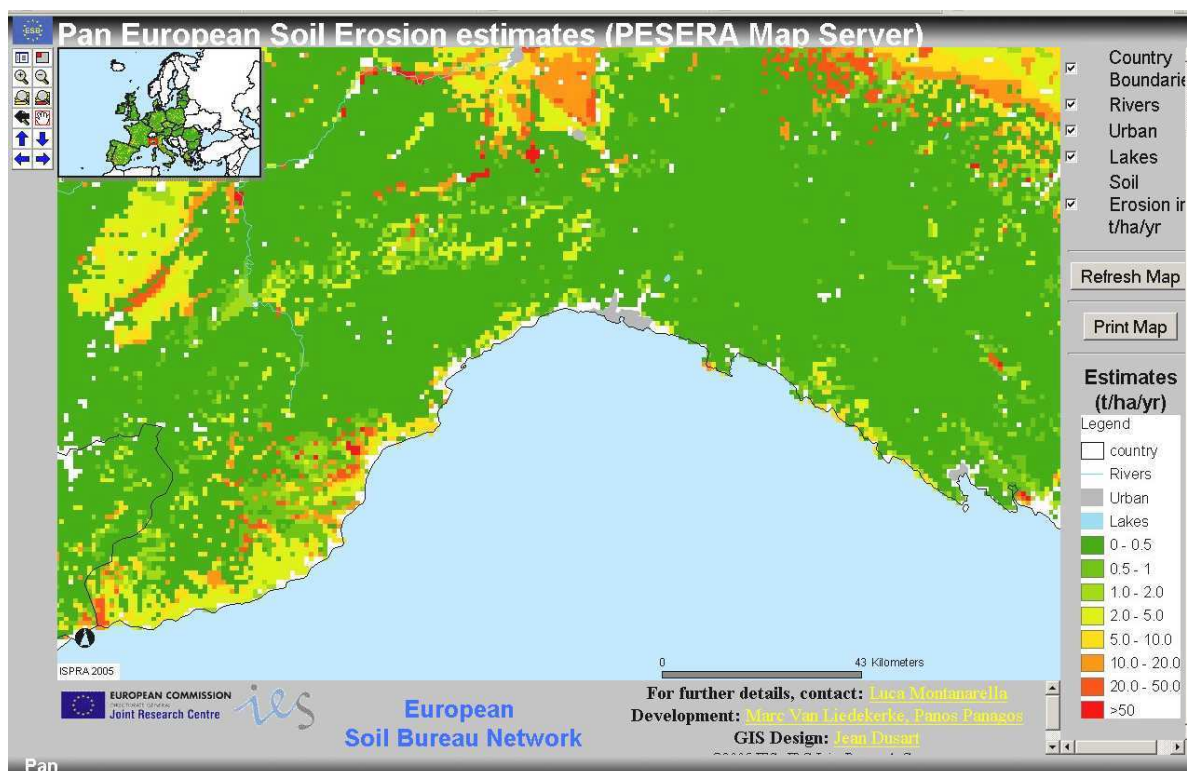 ESB
Pan European Soil Erosion estimates (PESERA Map Server)
Country
Boundarie
Rivers
Urban
Lakes
Soil
Erosion in
t/ha/yr
Refresh Map
Print Map
Estimates
(t/ha/yr)
Legend
country
Rivers
Urban
Lakes
0 - 0.5
0.5 - 1
1.0 - 2.0
2.0 - 5.0
5.0 - 10.0
10.0 - 20.0
20.0 - 50.0
>50
0 43 Kilometers
ISPRA 2005
EUROPEAN COMMISSION
DIRECTORATE GENERAL
Joint Research Centre
ies
European
Soil Bureau Network
For further details, contact: Luca Montanarella
Development: Marc Van Liedekerke, Panos Panagos
GIS Design: Jean Dusart
Pan